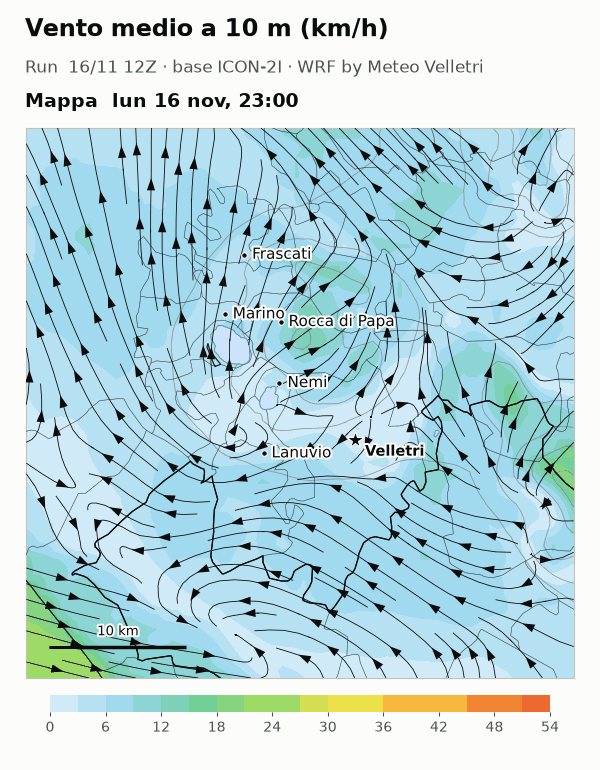 Vento medio a 10 m (km/h)
Run  16/11 12Z · base ICON-2I · WRF by Meteo Velletri
Mappa  lun 16 nov, 23:00
Frascati
Marino
Rocca di Papa
Nemi
Velletri
Lanuvio
10 km
0 6 12 18 24 30 36 42 48 54